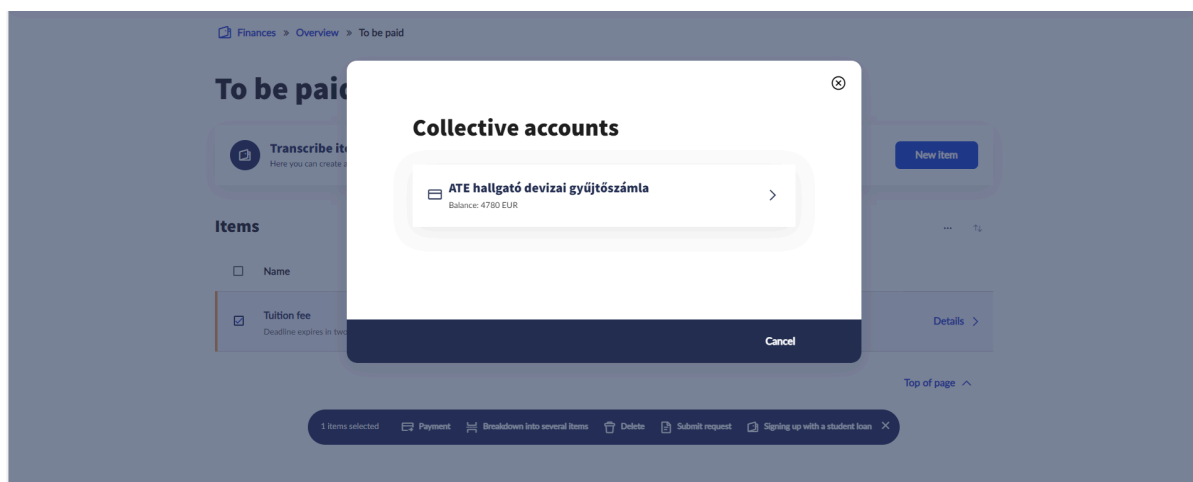 Finances » Overview » To be paid
To be paid
Collective accounts
Transcribe
Here you can create
New item
ATE hallgató devizai gyűjtőszámla
Balance: 4780 EUR
Items
Name
Tuition fee
Deadline expires in
Details
Cancel
Top of page
1 items selected Payment Breakdown into several items Delete Submit request Signing up with a student loan